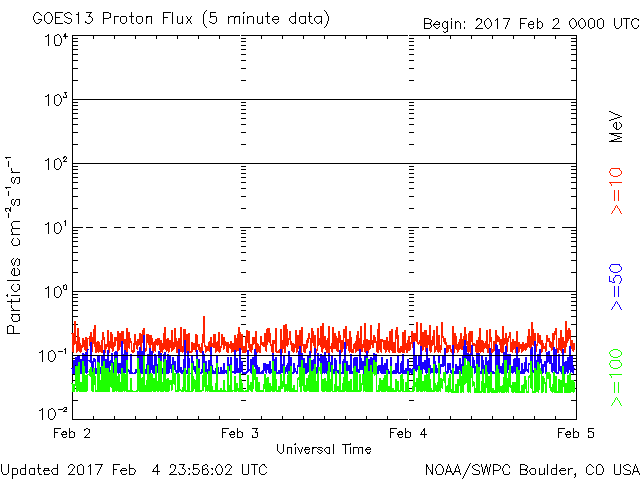 GOES13 Proton Flux (5 minute data)
Begin: 2017 Feb 2 0000 UTC
Particles cm⁻²s⁻¹sr⁻¹
10⁴
10³
10²
10¹
10⁰
10⁻¹
10⁻²
Feb 2 Feb 3 Feb 4 Feb 5
Universal Time
MeV
>=10
>=50
>=100
Updated 2017 Feb 4 23:56:02 UTC
NOAA/SWPC Boulder, CO USA